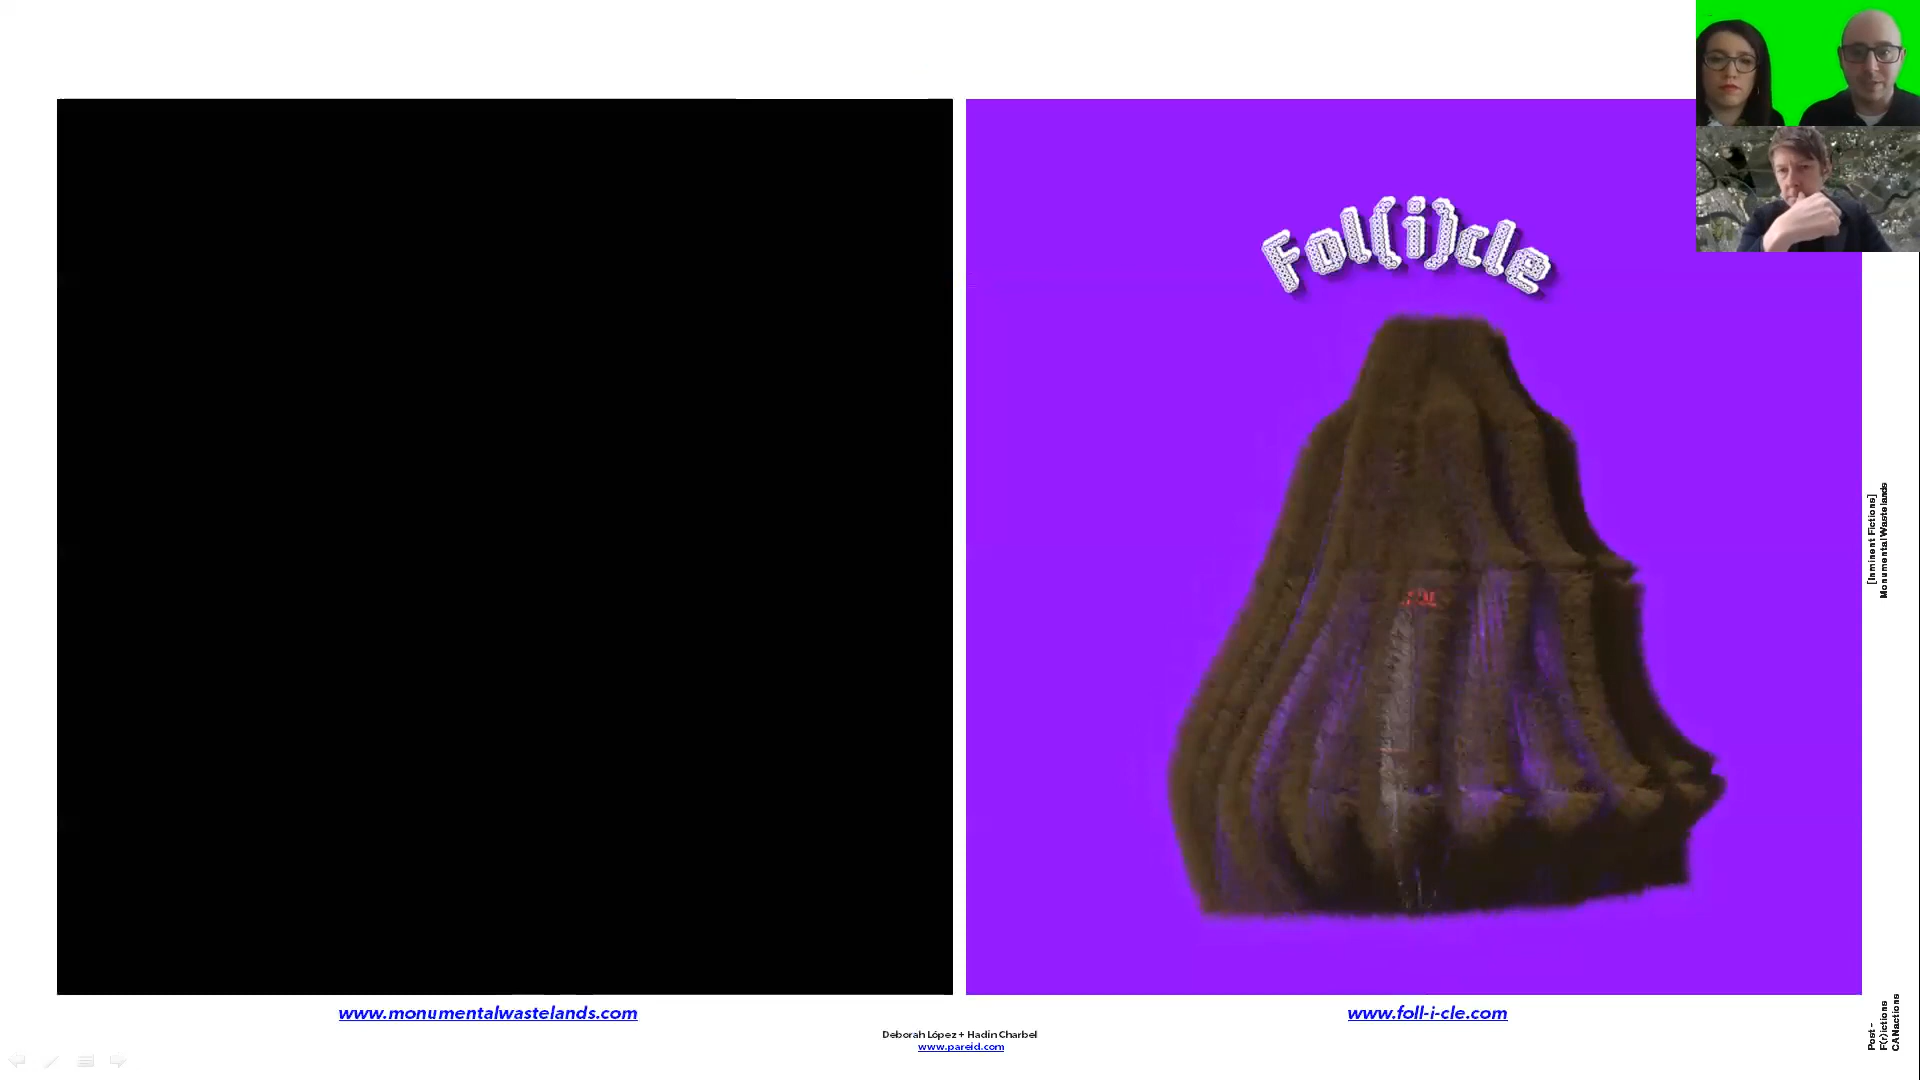 Fol(i)cle
[Inminent Fictions]
Monumental Wastelands
www.monumentalwastelands.com
www.foll-i-cle.com
Deborah López + Hadin Charbel
www.pareid.com
Post-
F(r)ictions
CANactions